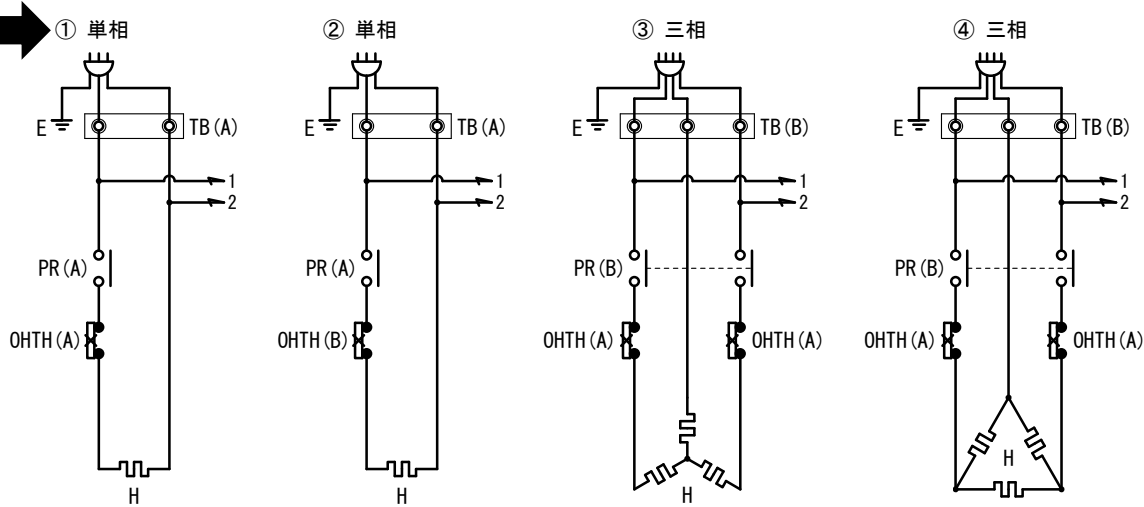 ① 単相
② 単相
③ 三相
④ 三相
E
TB(A)
E
TB(A)
E
TB(B)
E
TB(B)
1
2
1
2
1
2
1
2
PR(A)
PR(A)
PR(B)
PR(B)
OHTH(A)
OHTH(B)
OHTH(A)
OHTH(A)
OHTH(A)
OHTH(A)
H
H
H
H